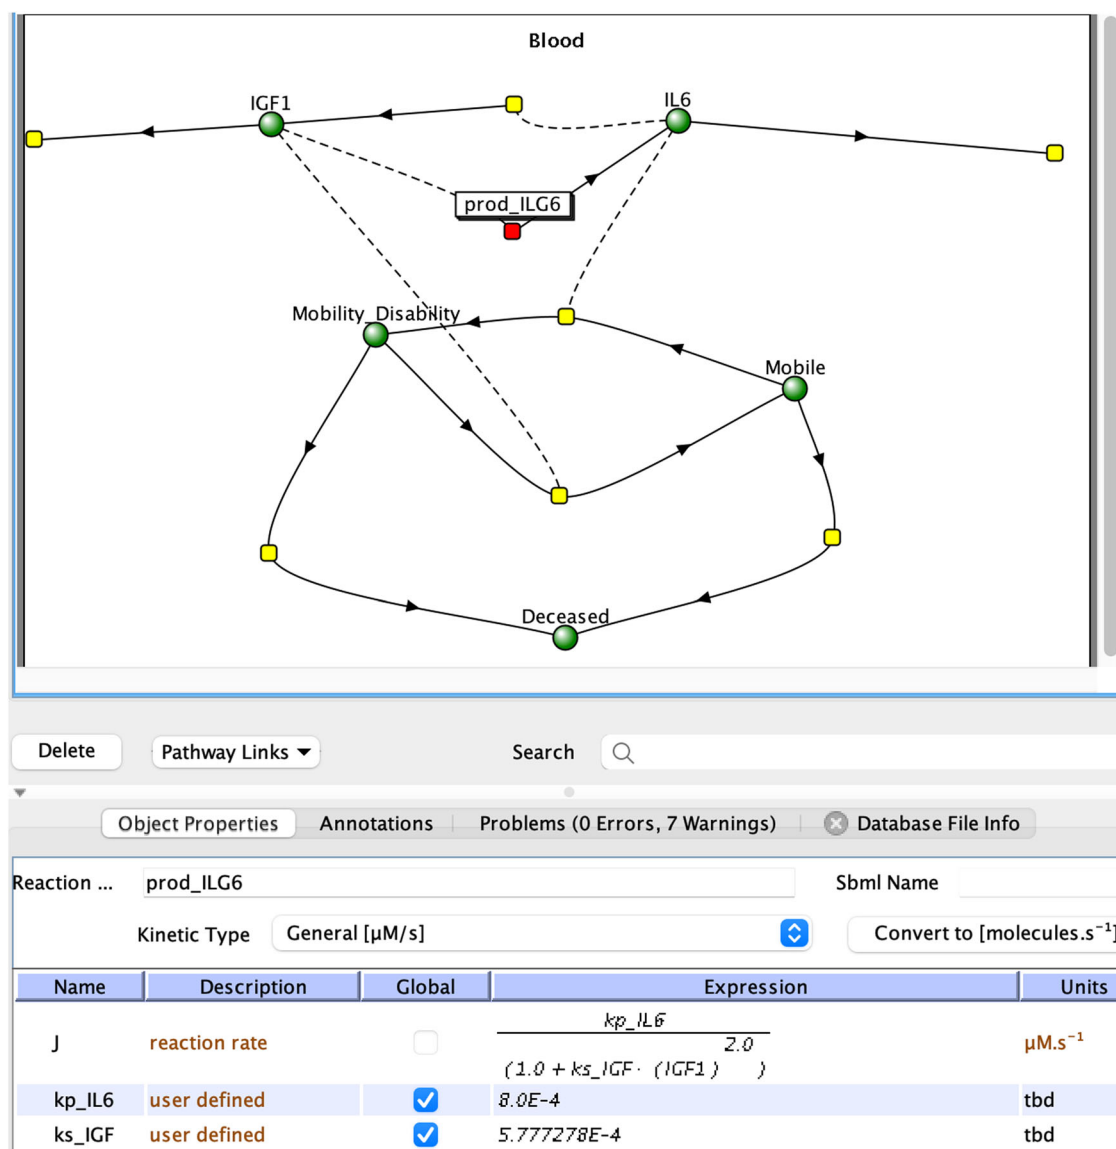 Blood
IGF1
IL6
prod_ILG6
Mobility_Disability
Mobile
Deceased
Delete
Pathway Links
Search
Object Properties
Annotations
Problems (0 Errors, 7 Warnings)
Database File Info
Reaction ...
prod_ILG6
Sbml Name
Kinetic Type
General [µM/s]
Convert to [molecules.s⁻¹]
Name Description Global Expression Units
kp_IL6
J reaction rate µM.s⁻¹
2.0
(1.0 + ks_IGF · (IGF1) )
kp_IL6 user defined 8.0E-4 tbd
ks_IGF user defined 5.777278E-4 tbd